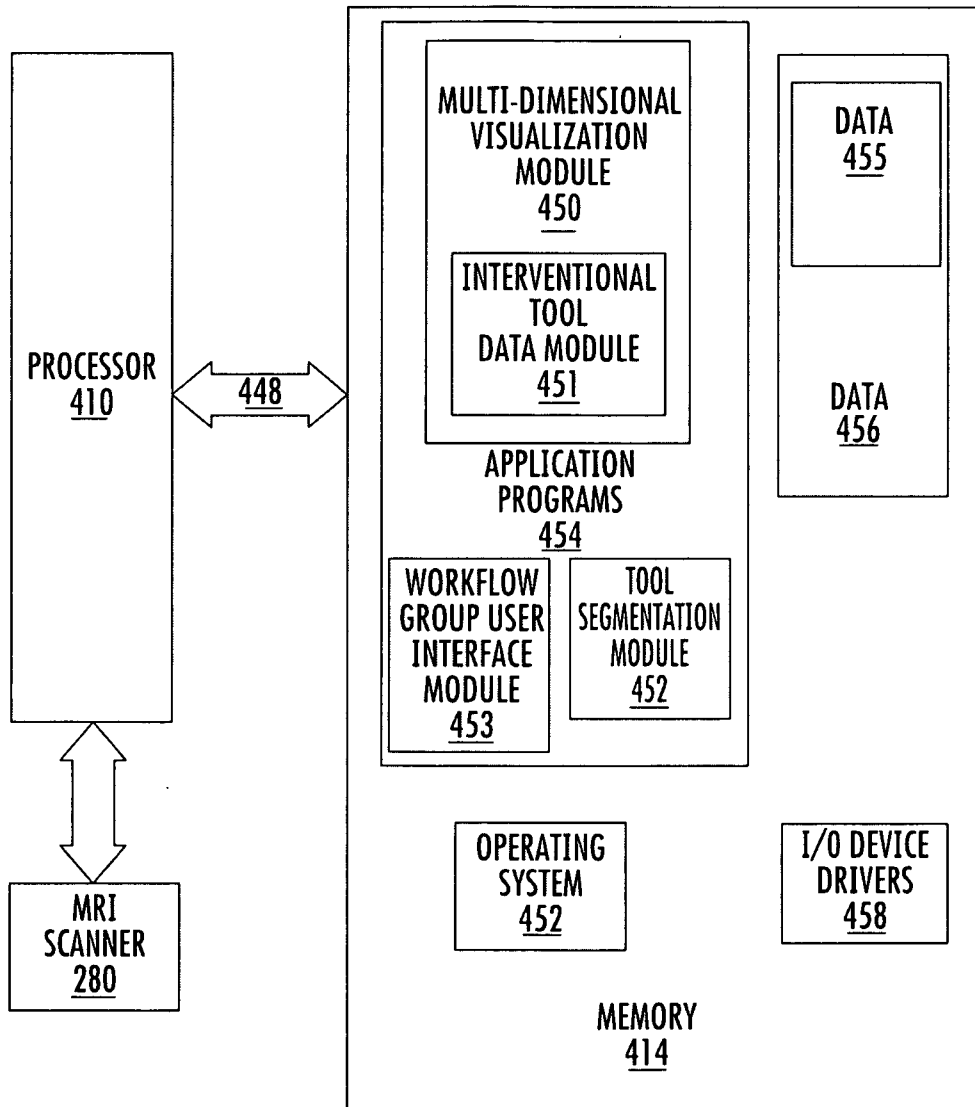 PROCESSOR
410
448
MULTI-DIMENSIONAL
VISUALIZATION
MODULE
450
INTERVENTIONAL
TOOL
DATA MODULE
451
APPLICATION
PROGRAMS
454
WORKFLOW
GROUP USER
INTERFACE
MODULE
453
TOOL
SEGMENTATION
MODULE
452
DATA
455
DATA
456
MRI
SCANNER
280
OPERATING
SYSTEM
452
I/O DEVICE
DRIVERS
458
MEMORY
414